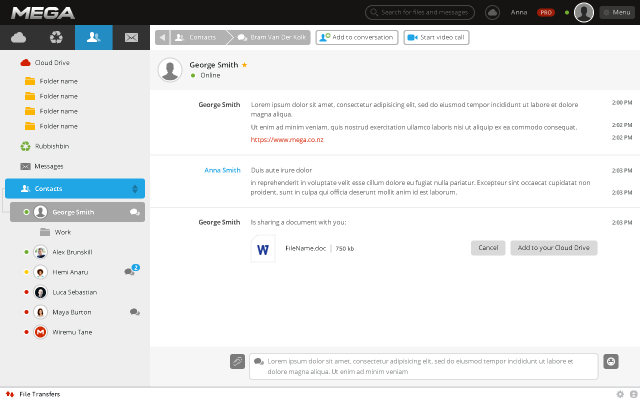 MEGA
Search for files and messages
Anna
PRO
Menu
Contacts
Bram Van Der Kolk
Add to conversation
Start video call
Cloud Drive
Folder name
Folder name
Folder name
Folder name
Rubbishbin
Messages
Contacts
George Smith
Work
Alex Brunskill
Hemi Anaru
2
Luca Sebastian
Maya Burton
Wiremu Tane
George Smith
Online
George Smith
Lorem ipsum dolor sit amet, consectetur adipisicing elit, sed do eiusmod tempor incididunt ut labore et dolore
magna aliqua.
2:00 PM
Ut enim ad minim veniam, quis nostrud exercitation ullamco laboris nisi ut aliquip ex ea commodo consequat.
2:02 PM
https://www.mega.co.nz
2:02 PM
Anna Smith
Duis aute irure dolor
2:03 PM
in reprehenderit in voluptate velit esse cillum dolore eu fugiat nulla pariatur. Excepteur sint occaecat cupidatat non
proident, sunt in culpa qui officia deserunt mollit anim id est laborum.
2:03 PM
George Smith
Is sharing a document with you:
2:03 PM
W
FileName.doc
750 kb
Cancel
Add to your Cloud Drive
Lorem ipsum dolor sit amet, consectetur adipisicing elit, sed do eiusmod tempor incididunt ut labore et
dolore magna aliqua. Ut enim ad minim veniam
File Transfers